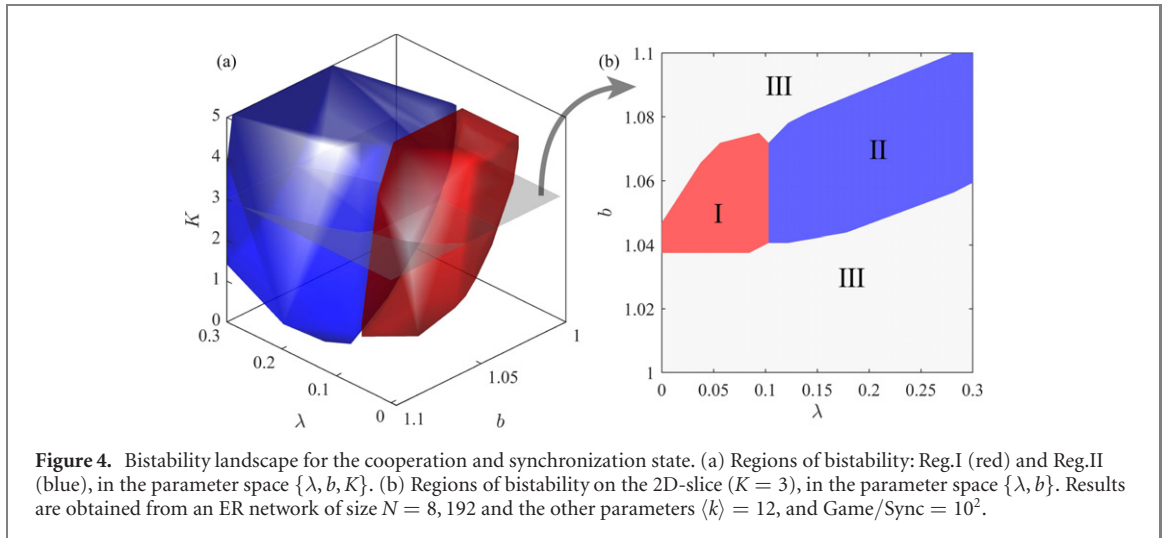 (a)
5
4
3
2
1
0
K
0.3
0.2
0.1
0
λ
1.1
1.05
1
b
(b)
1.1
1.08
1.06
1.04
1.02
1
b
III
II
I
III
0
0.05
0.1
0.15
0.2
0.25
0.3
λ
Figure 4. Bistability landscape for the cooperation and synchronization state. (a) Regions of bistability: Reg.I (red) and Reg.II
(blue), in the parameter space {λ, b, K}. (b) Regions of bistability on the 2D-slice (K = 3), in the parameter space {λ, b}. Results
are obtained from an ER network of size N = 8, 192 and the other parameters ⟨k⟩ = 12, and Game/Sync = 10².